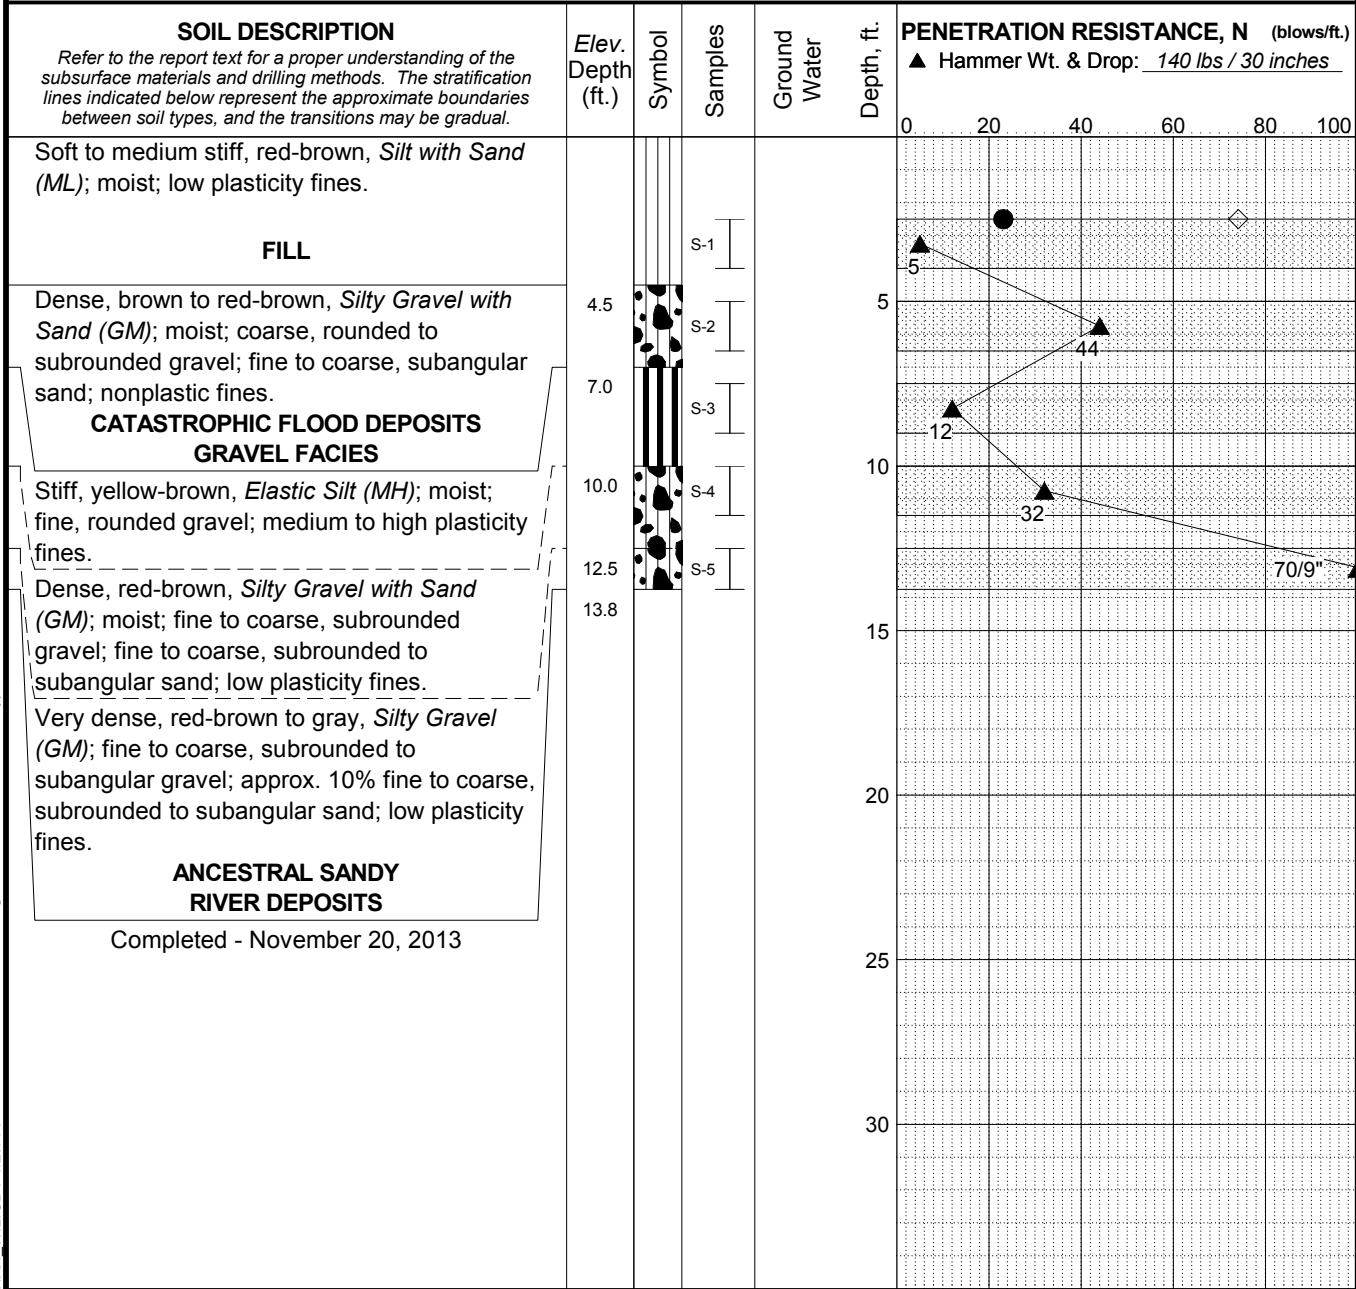 SOIL DESCRIPTION
Refer to the report text for a proper understanding of the
subsurface materials and drilling methods. The stratification
lines indicated below represent the approximate boundaries
between soil types, and the transitions may be gradual.
Elev.
Depth
(ft.)
Symbol
Samples
Ground
Water
Depth, ft.
PENETRATION RESISTANCE, N (blows/ft.)
▲ Hammer Wt. & Drop: 140 lbs / 30 inches
0 20 40 60 80 100
Soft to medium stiff, red-brown, Silt with Sand
(ML); moist; low plasticity fines.
FILL
Dense, brown to red-brown, Silty Gravel with
Sand (GM); moist; coarse, rounded to
subrounded gravel; fine to coarse, subangular
sand; nonplastic fines.
CATASTROPHIC FLOOD DEPOSITS
GRAVEL FACIES
Stiff, yellow-brown, Elastic Silt (MH); moist;
fine, rounded gravel; medium to high plasticity
fines.
Dense, red-brown, Silty Gravel with Sand
(GM); moist; fine to coarse, subrounded
gravel; fine to coarse, subrounded to
subangular sand; low plasticity fines.
Very dense, red-brown to gray, Silty Gravel
(GM); fine to coarse, subrounded to
subangular gravel; approx. 10% fine to coarse,
subrounded to subangular sand; low plasticity
fines.
ANCESTRAL SANDY
RIVER DEPOSITS
Completed - November 20, 2013
4.5
7.0
10.0
12.5
13.8
S-1
S-2
S-3
S-4
S-5
5
10
15
20
25
30
5
44
12
32
70/9"